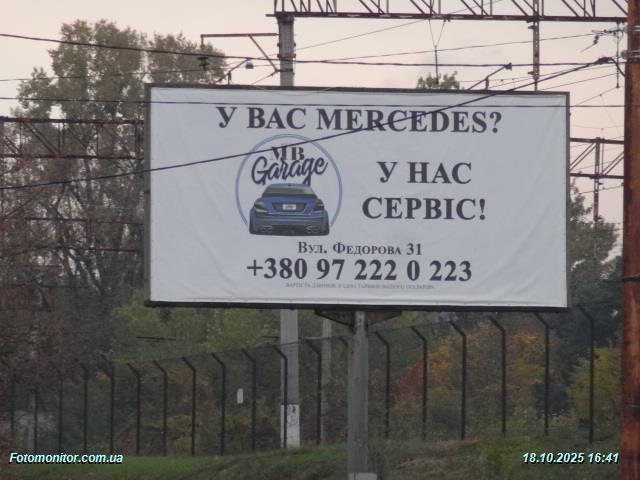 У ВАС MERCEDES?
MB
Garage
У НАС
СЕРВІС!
Вул. Федорова 31
+380 97 222 0 223
Fotomonitor.com.ua
18.10.2025 16:41